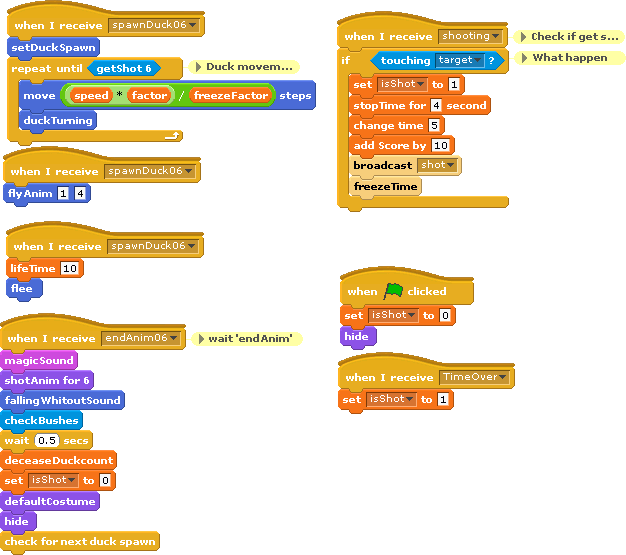 when I receive spawnDuck06
setDuckSpawn
repeat until getShot 6
Duck movem...
move speed * factor / freezeFactor steps
duckTurning
when I receive spawnDuck06
flyAnim 1 4
when I receive spawnDuck06
lifeTime 10
flee
when I receive endAnim06
wait 'endAnim'
magicSound
shotAnim for 6
fallingWhitoutSound
checkBushes
wait 0.5 secs
deceaseDuckcount
set isShot to 0
defaultCostume
hide
check for next duck spawn
when I receive shooting
Check if get s...
if touching target ?
What happen
set isShot to 1
stopTime for 4 second
change time 5
add Score by 10
broadcast shot
freezeTime
when clicked
set isShot to 0
hide
when I receive TimeOver
set isShot to 1